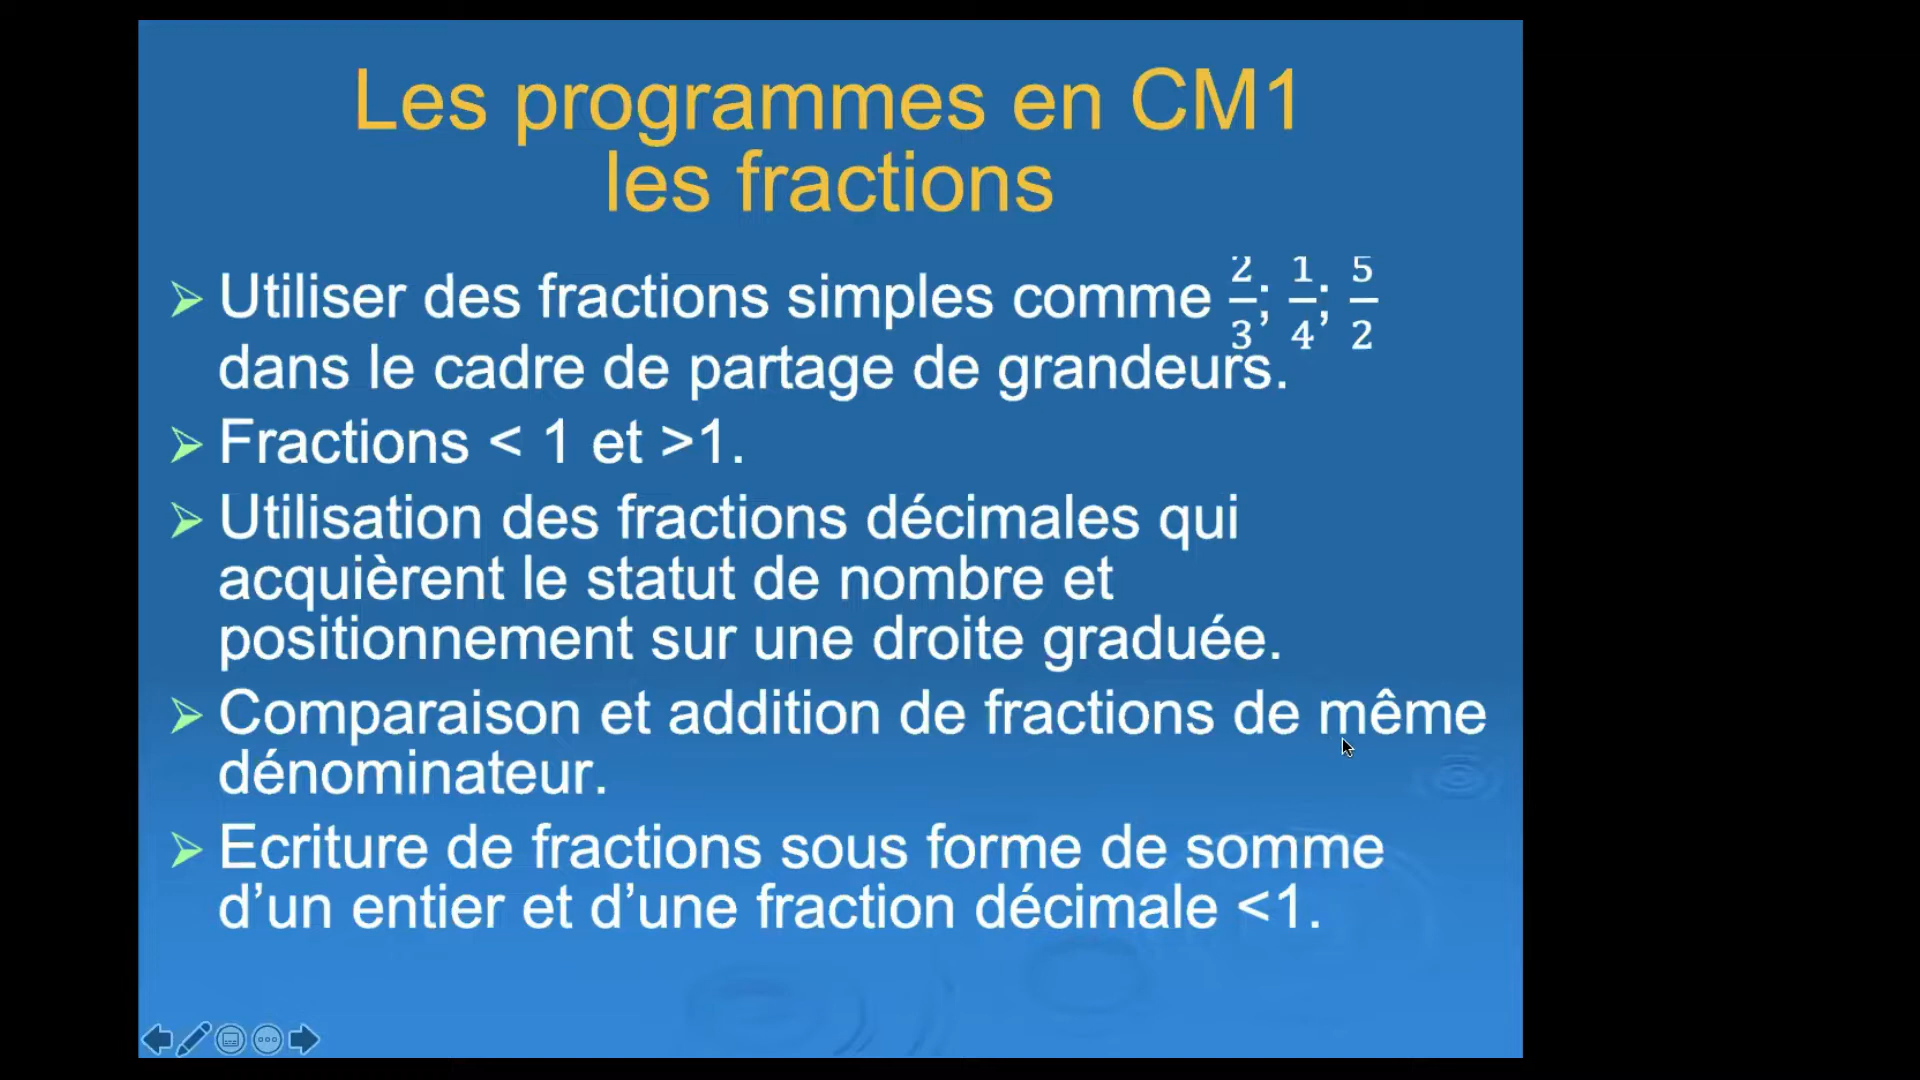 Les programmes en CM1
les fractions
➢ Utiliser des fractions simples comme 2/3; 1/4; 5/2
dans le cadre de partage de grandeurs.
➢ Fractions < 1 et >1.
➢ Utilisation des fractions décimales qui
acquièrent le statut de nombre et
positionnement sur une droite graduée.
➢ Comparaison et addition de fractions de même
dénominateur.
➢ Ecriture de fractions sous forme de somme
d’un entier et d’une fraction décimale <1.